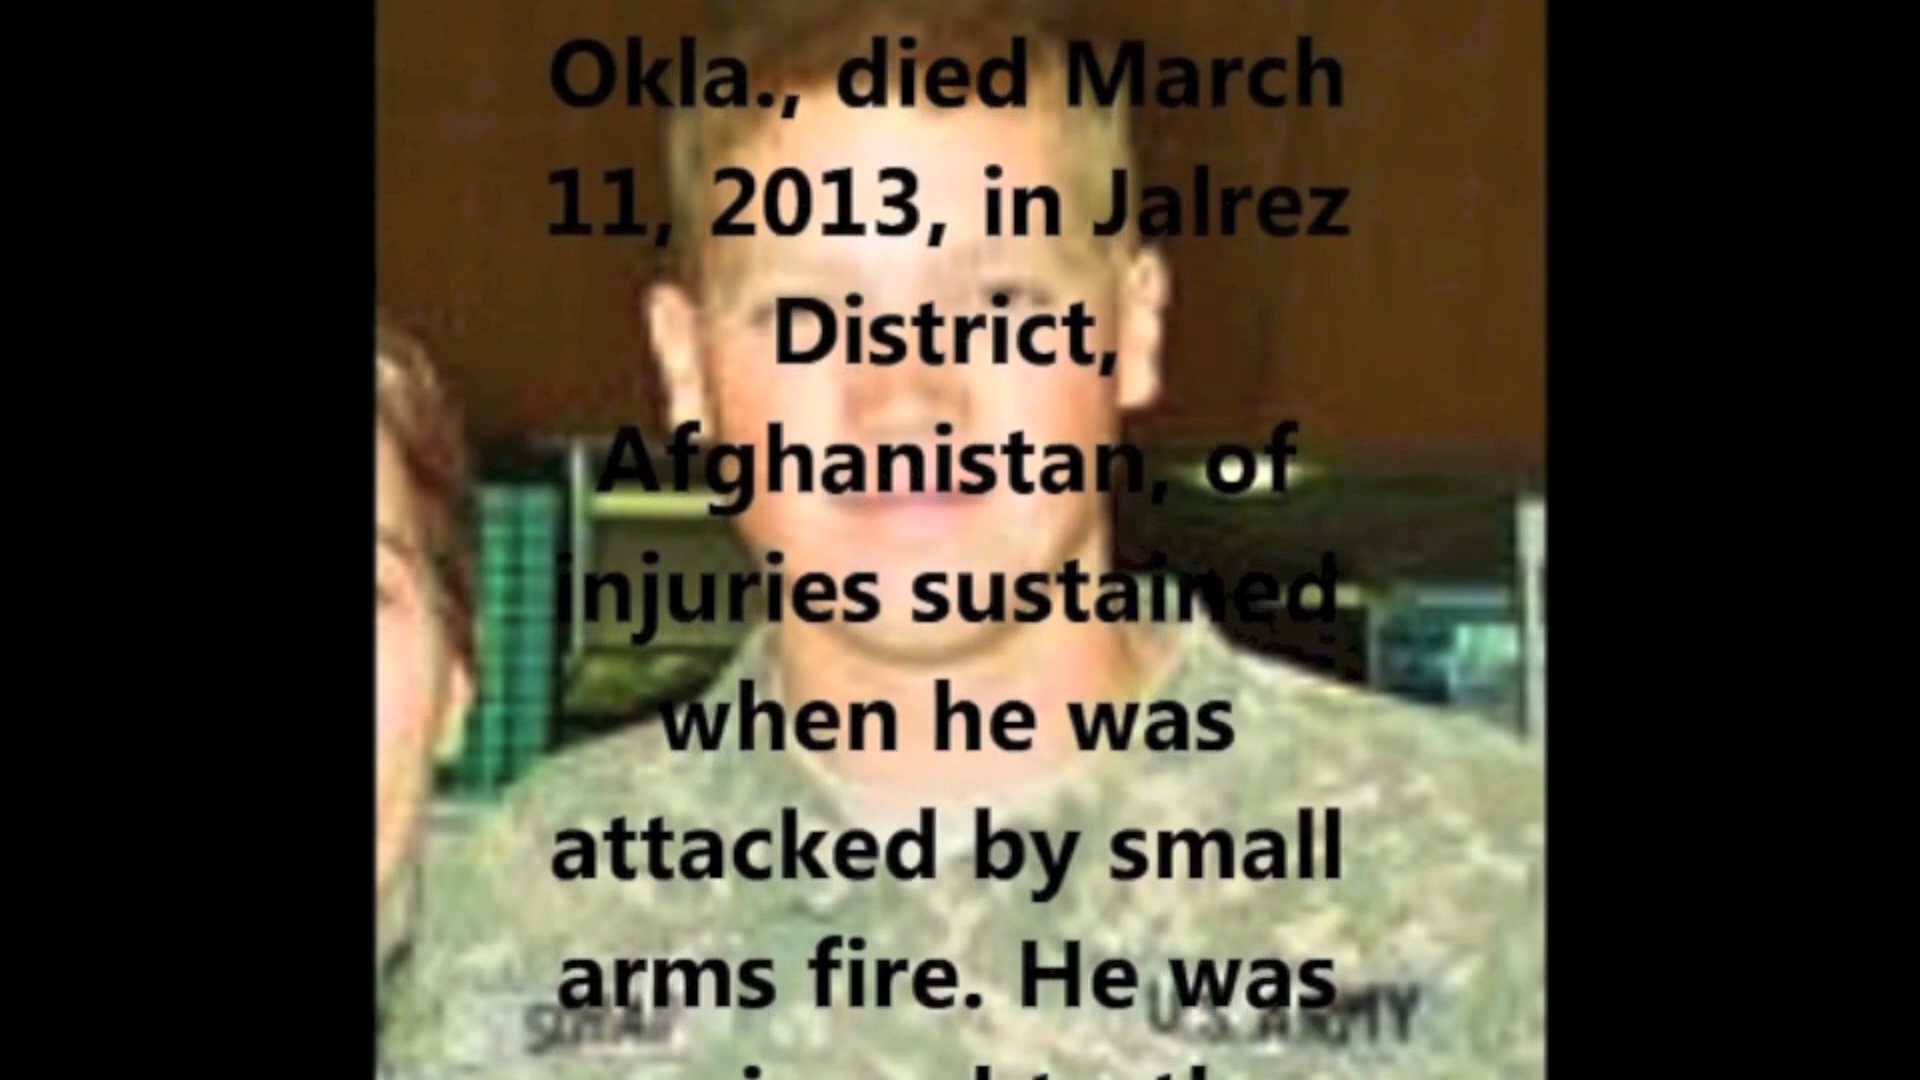 Okla., died March
11, 2013, in Jalrez
District,
Afghanistan, of
injuries sustained
when he was
attacked by small
arms fire. He was
U.S. ARMY